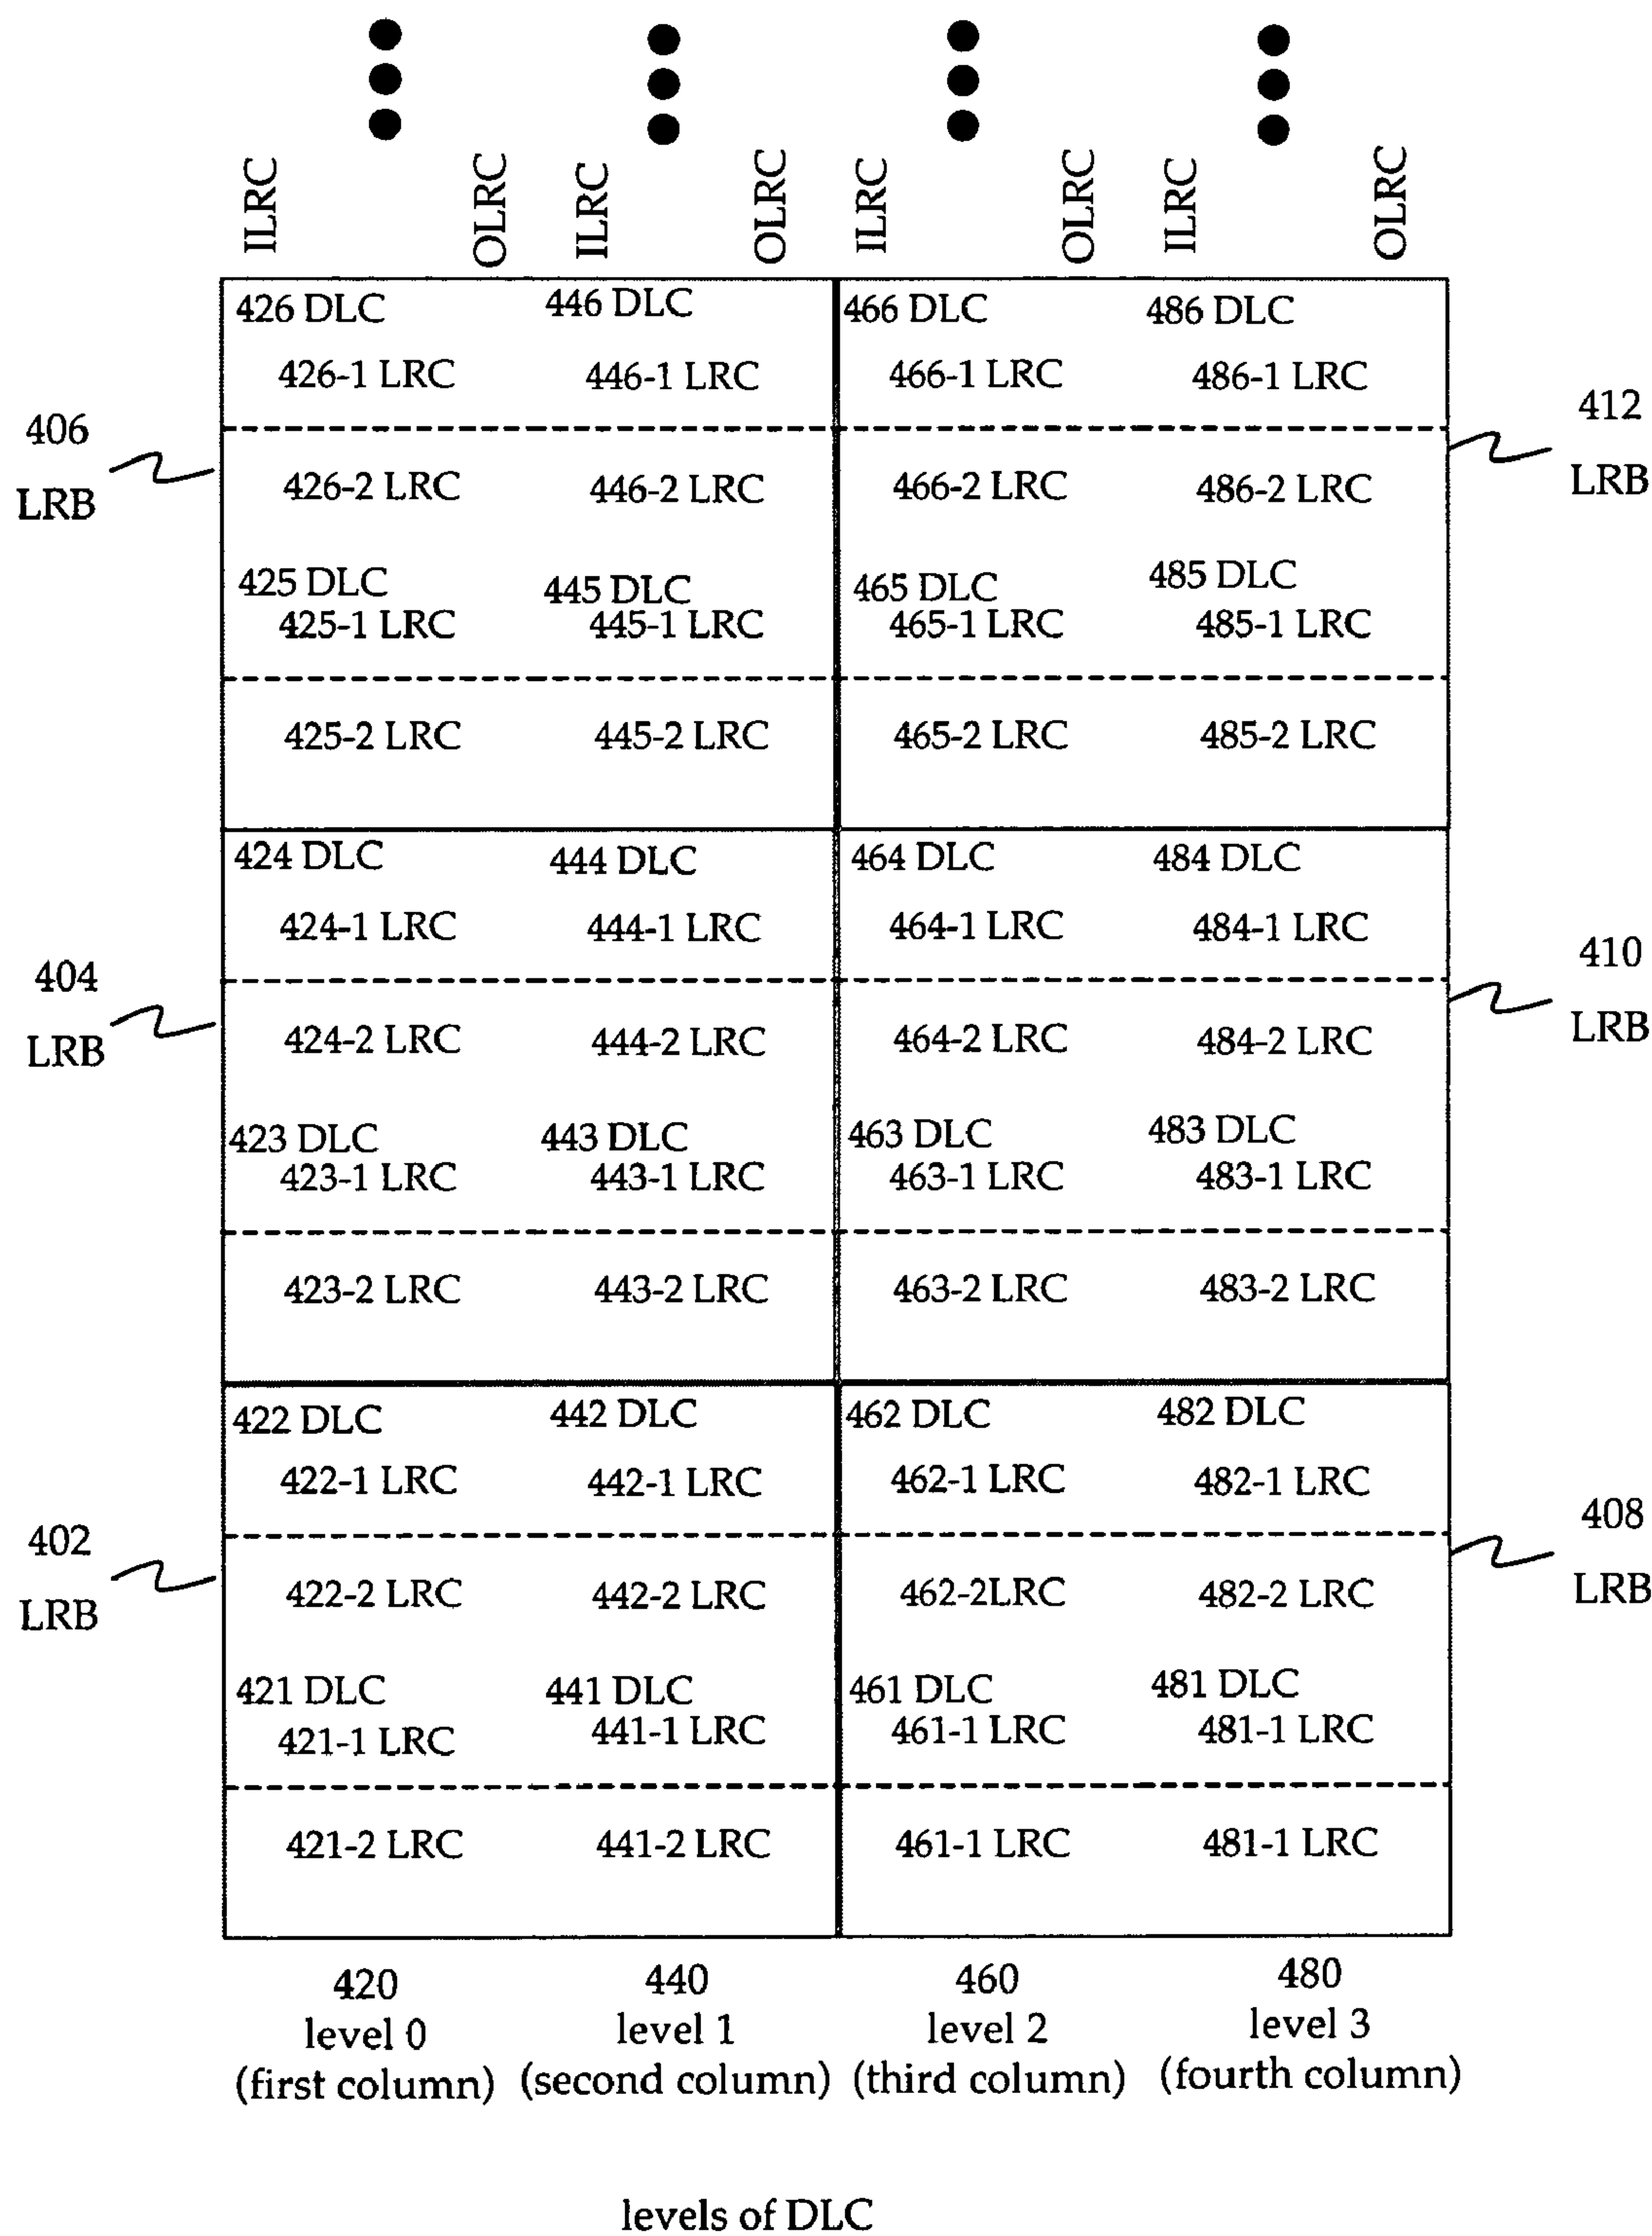 ILRC OLRC ILRC OLRC ILRC OLRC ILRC OLRC
426 DLC 446 DLC 466 DLC 486 DLC
426-1 LRC 446-1 LRC 466-1 LRC 486-1 LRC
406 LRB
412 LRB
426-2 LRC 446-2 LRC 466-2 LRC 486-2 LRC
425 DLC 445 DLC 465 DLC 485 DLC
425-1 LRC 445-1 LRC 465-1 LRC 485-1 LRC
425-2 LRC 445-2 LRC 465-2 LRC 485-2 LRC
424 DLC 444 DLC 464 DLC 484 DLC
424-1 LRC 444-1 LRC 464-1 LRC 484-1 LRC
404 LRB
410 LRB
424-2 LRC 444-2 LRC 464-2 LRC 484-2 LRC
423 DLC 443 DLC 463 DLC 483 DLC
423-1 LRC 443-1 LRC 463-1 LRC 483-1 LRC
423-2 LRC 443-2 LRC 463-2 LRC 483-2 LRC
422 DLC 442 DLC 462 DLC 482 DLC
422-1 LRC 442-1 LRC 462-1 LRC 482-1 LRC
402 LRB
408 LRB
422-2 LRC 442-2 LRC 462-2LRC 482-2 LRC
421 DLC 441 DLC 461 DLC 481 DLC
421-1 LRC 441-1 LRC 461-1 LRC 481-1 LRC
421-2 LRC 441-2 LRC 461-1 LRC 481-1 LRC
420 440 460 480
level 0 level 1 level 2 level 3
(first column) (second column) (third column) (fourth column)
levels of DLC